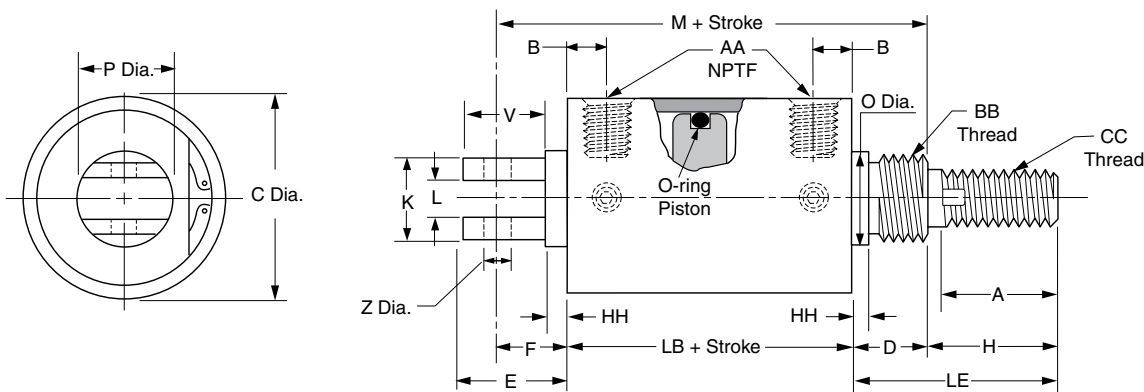 M + Stroke
B
AA
NPTF
B
P Dia.
O Dia.
BB
Thread
V
CC
Thread
C Dia.
K
L
O-ring
Piston
Z Dia.
A
HH
HH
F
LB + Stroke
D
H
E
LE